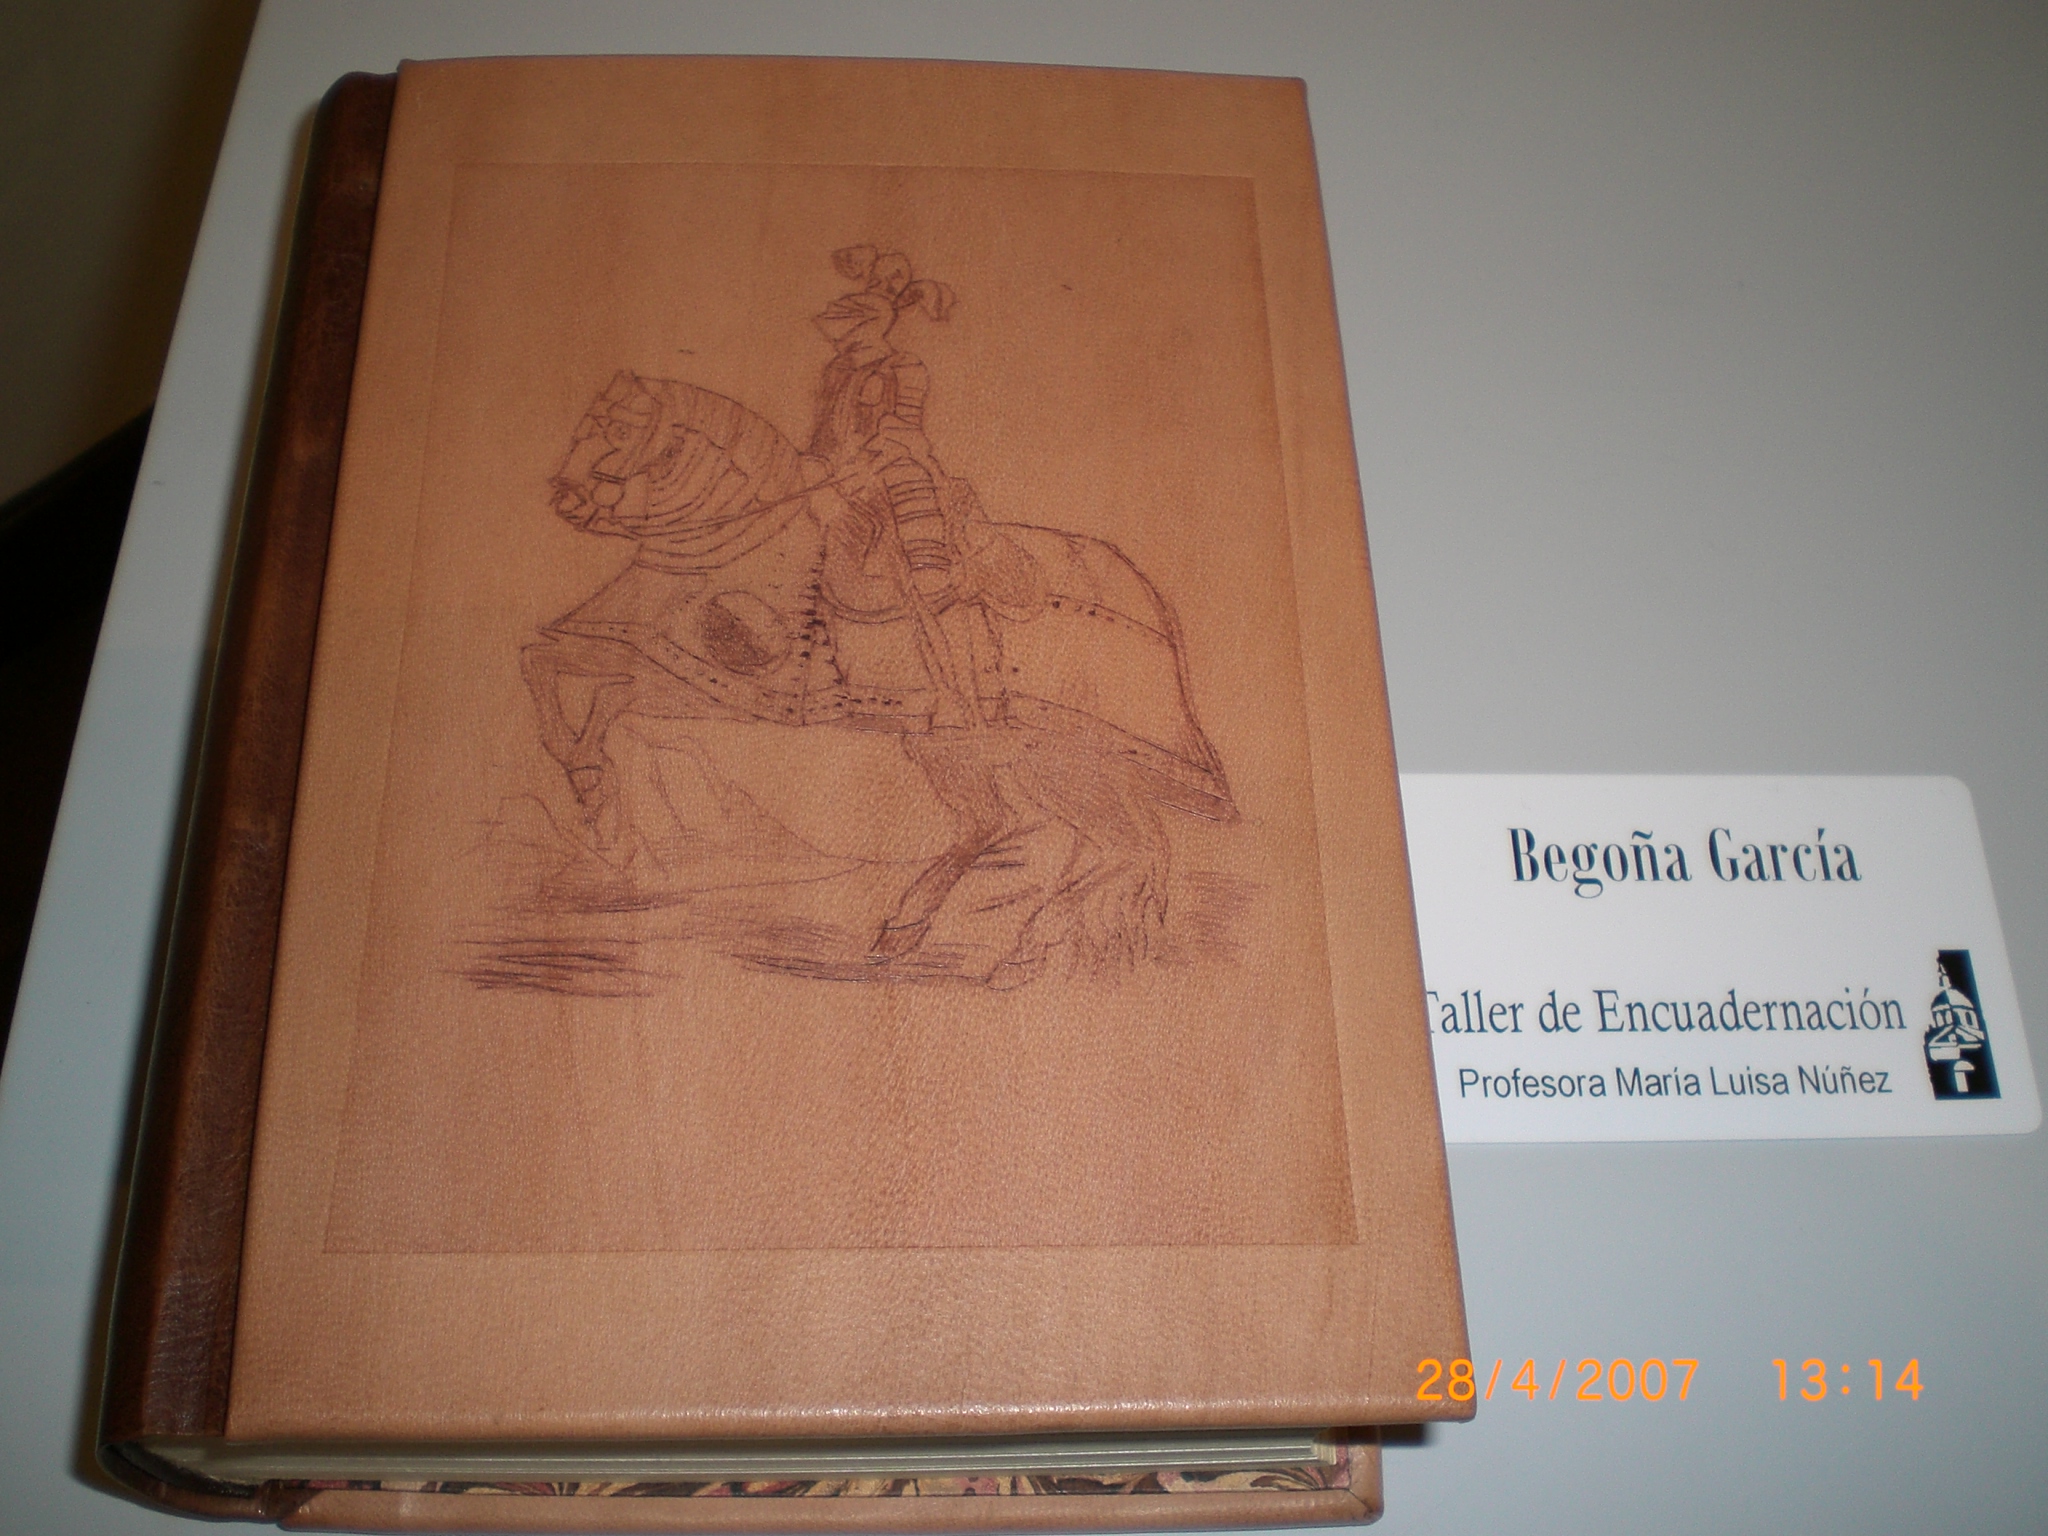 Begoña García
Taller de Encuadernación
Profesora María Luisa Núñez
28/4/2007 13:14